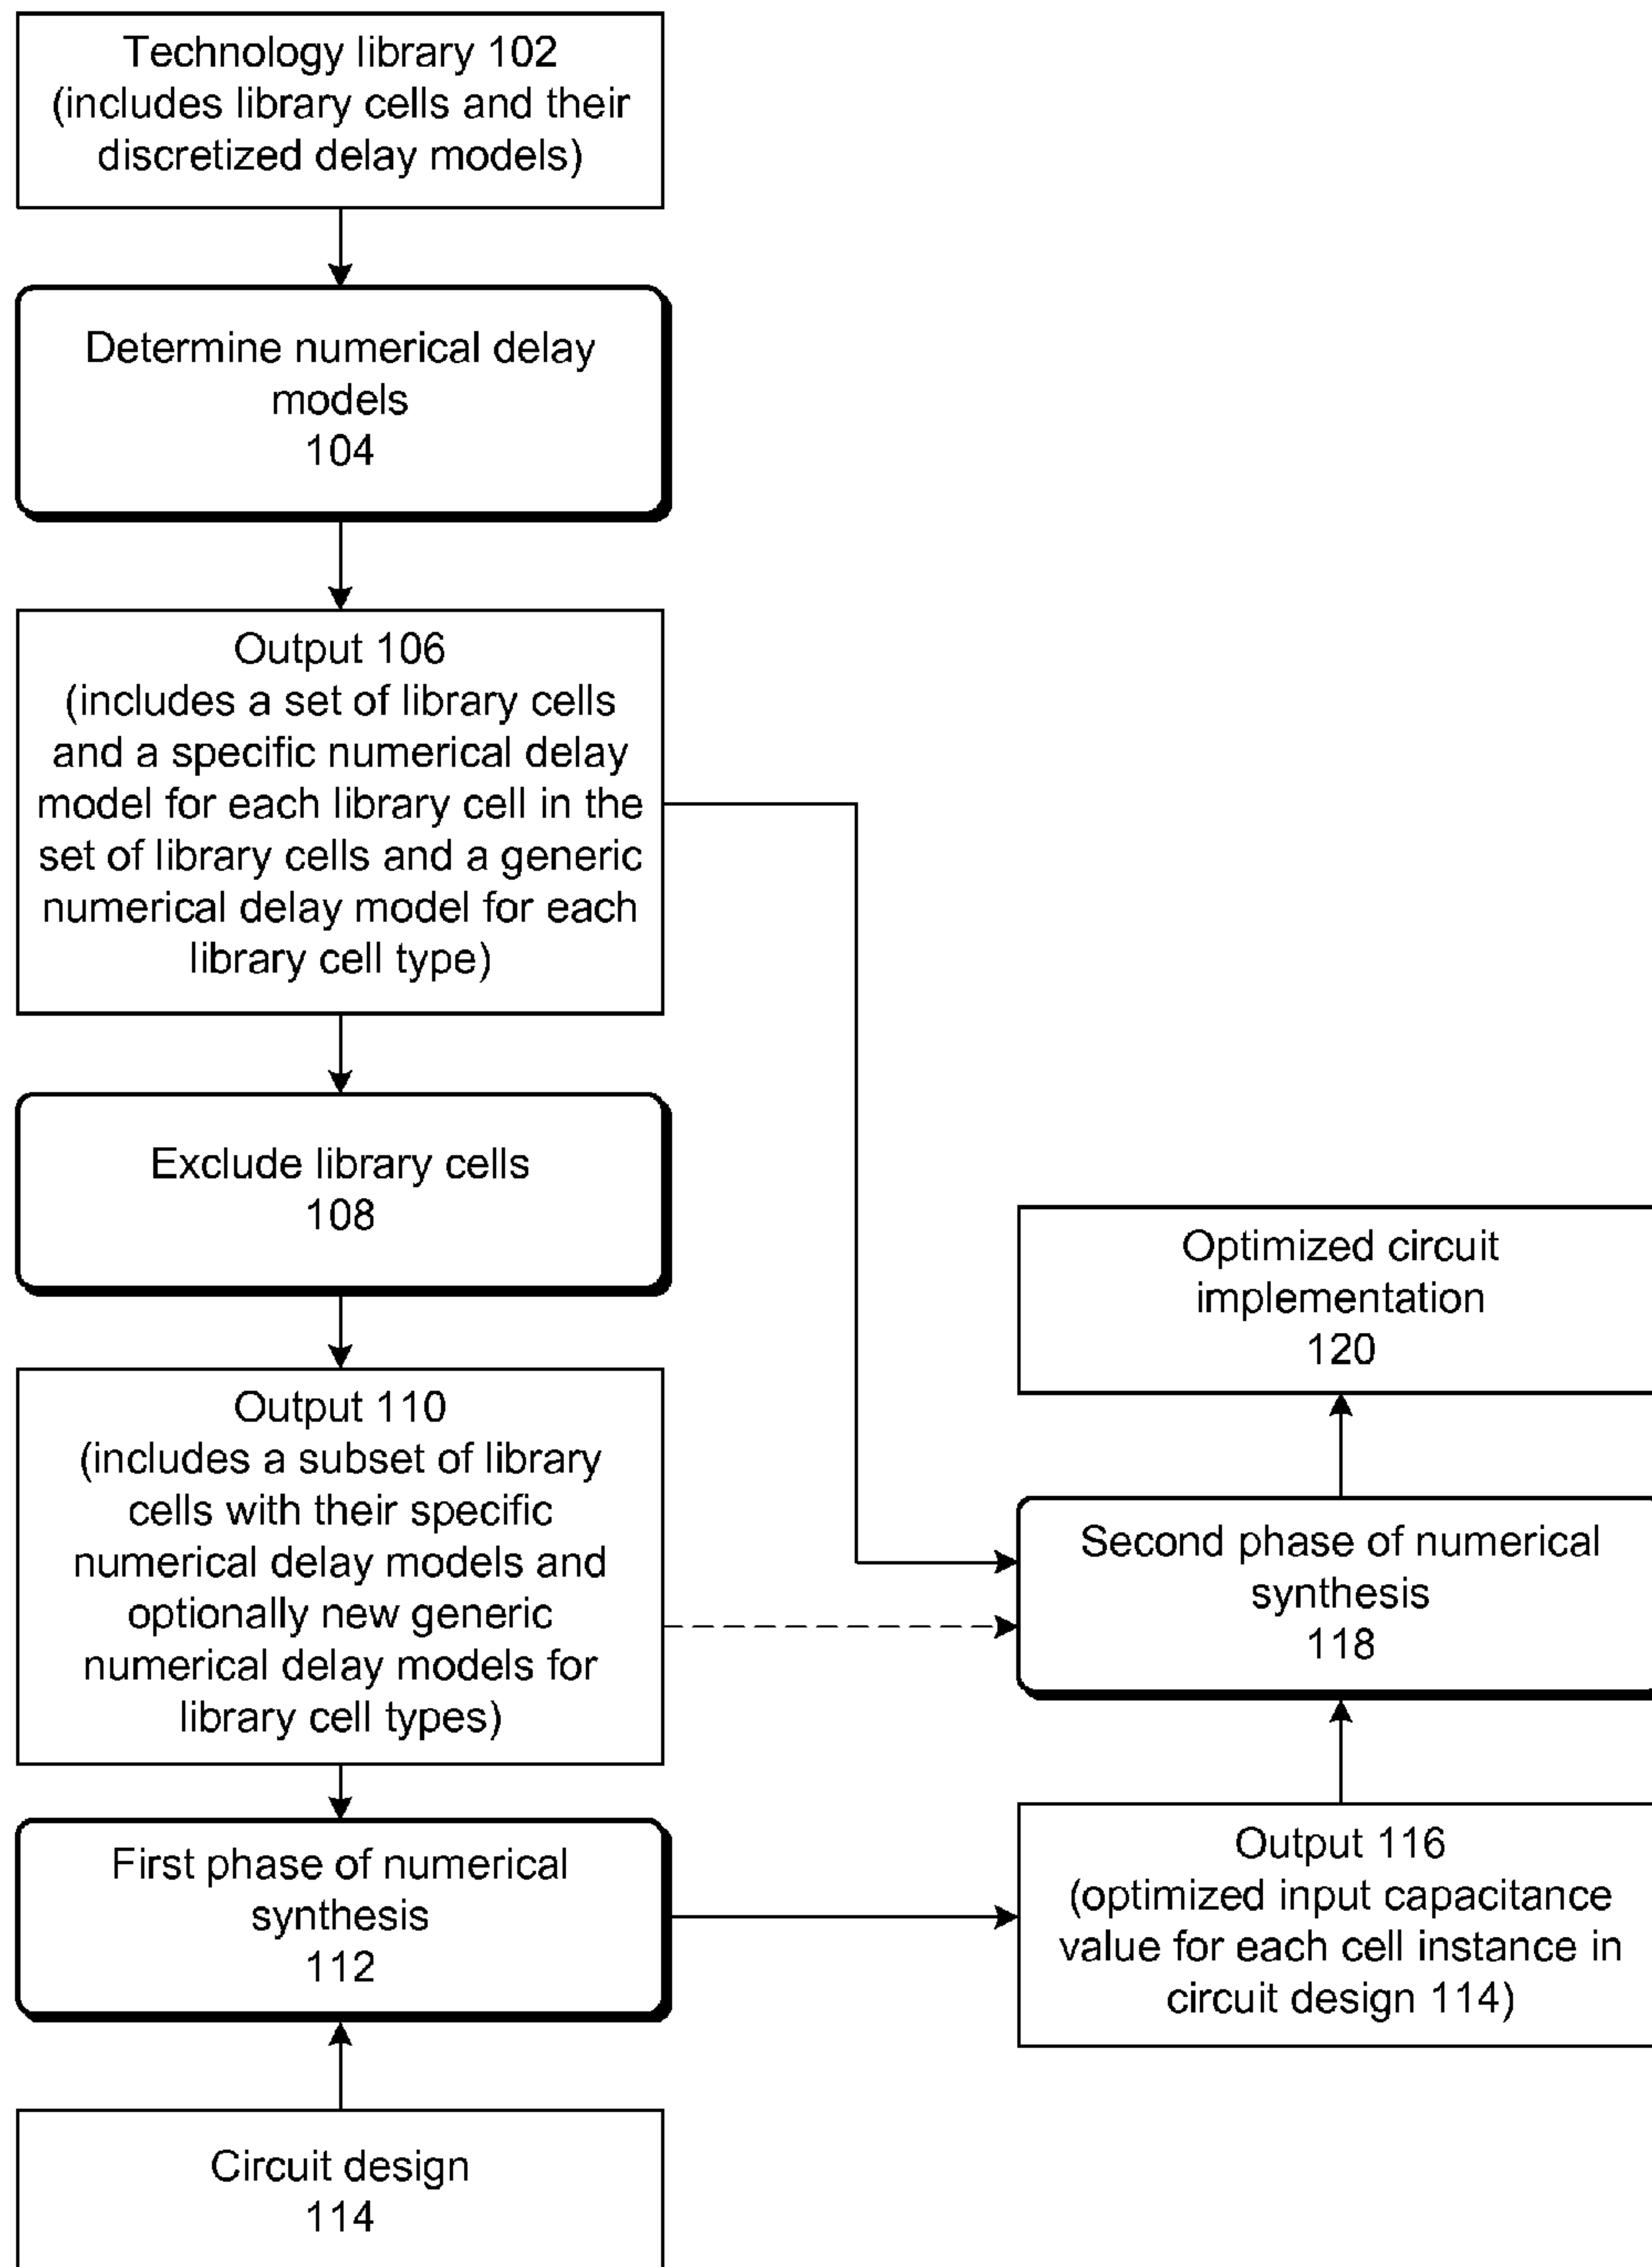 Technology library 102
(includes library cells and their
discretized delay models)
Determine numerical delay
models
104
Output 106
(includes a set of library cells
and a specific numerical delay
model for each library cell in the
set of library cells and a generic
numerical delay model for each
library cell type)
Exclude library cells
108
Output 110
(includes a subset of library
cells with their specific
numerical delay models and
optionally new generic
numerical delay models for
library cell types)
First phase of numerical
synthesis
112
Circuit design
114
Optimized circuit
implementation
120
Second phase of numerical
synthesis
118
Output 116
(optimized input capacitance
value for each cell instance in
circuit design 114)